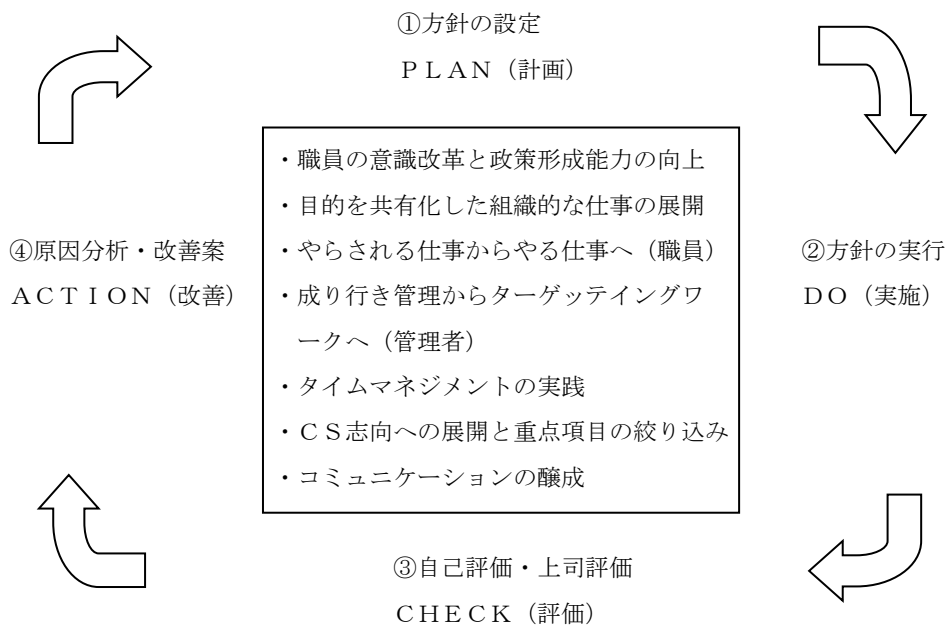 ①方針の設定
ＰＬＡＮ（計画）
・職員の意識改革と政策形成能力の向上
・目的を共有化した組織的な仕事の展開
・やらされる仕事からやる仕事へ（職員）
・成り行き管理からターゲッテイングワ
ークへ（管理者）
・タイムマネジメントの実践
・ＣＳ志向への展開と重点項目の絞り込み
・コミュニケーションの醸成
②方針の実行
ＤＯ（実施）
③自己評価・上司評価
ＣＨＥＣＫ（評価）
④原因分析・改善案
ＡＣＴＩＯＮ（改善）